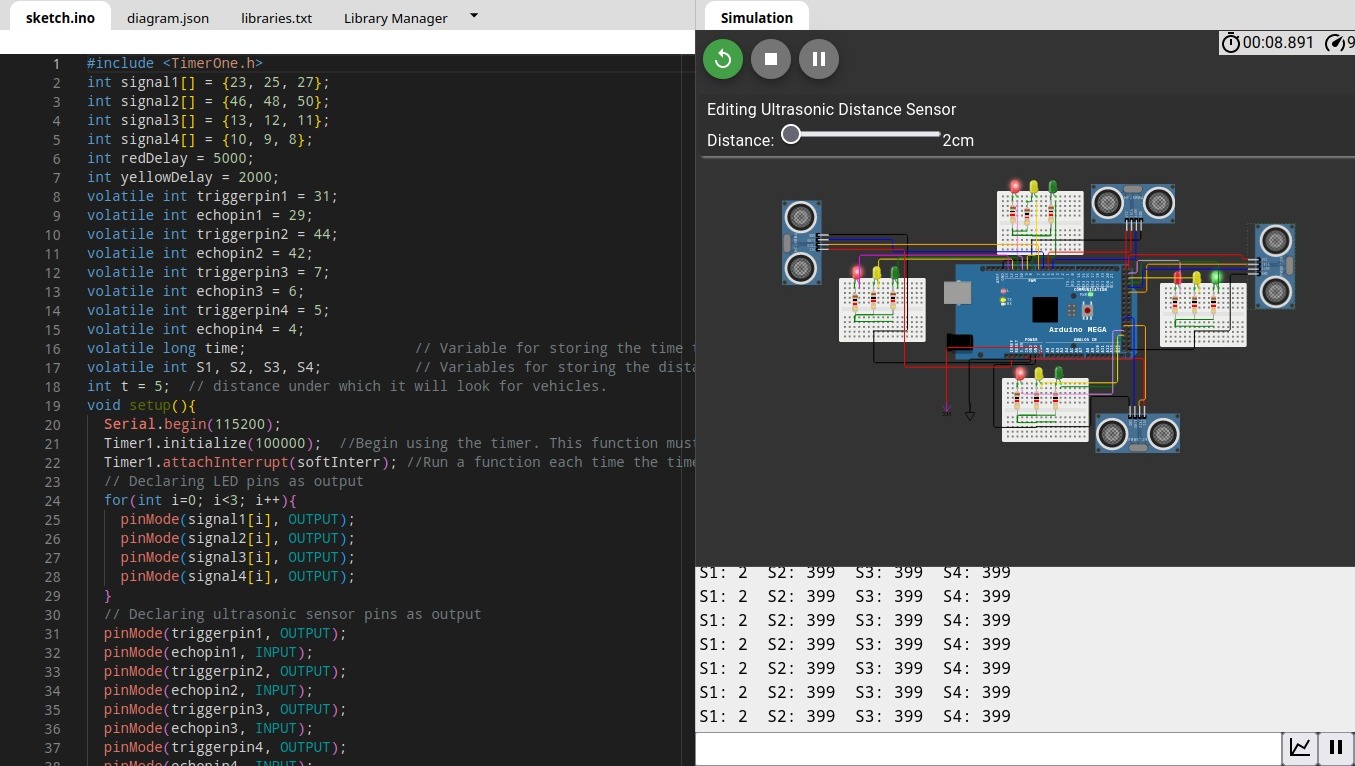 sketch.ino diagram.json libraries.txt Library Manager
Simulation
00:08.891 9
1 #include <TimerOne.h>
2 int signal1[] = {23, 25, 27};
3 int signal2[] = {46, 48, 50};
4 int signal3[] = {13, 12, 11};
5 int signal4[] = {10, 9, 8};
6 int redDelay = 5000;
7 int yellowDelay = 2000;
8 volatile int triggerpin1 = 31;
9 volatile int echopin1 = 29;
10 volatile int triggerpin2 = 44;
11 volatile int echopin2 = 42;
12 volatile int triggerpin3 = 7;
13 volatile int echopin3 = 6;
14 volatile int triggerpin4 = 5;
15 volatile int echopin4 = 4;
16 volatile long time; // Variable for storing the time t
17 volatile int S1, S2, S3, S4; // Variables for storing the dista
18 int t = 5; // distance under which it will look for vehicles.
19 void setup(){
20 Serial.begin(115200);
21 Timer1.initialize(100000); //Begin using the timer. This function must
22 Timer1.attachInterrupt(softInterr); //Run a function each time the time
23 // Declaring LED pins as output
24 for(int i=0; i<3; i++){
25 pinMode(signal1[i], OUTPUT);
26 pinMode(signal2[i], OUTPUT);
27 pinMode(signal3[i], OUTPUT);
28 pinMode(signal4[i], OUTPUT);
29 }
30 // Declaring ultrasonic sensor pins as output
31 pinMode(triggerpin1, OUTPUT);
32 pinMode(echopin1, INPUT);
33 pinMode(triggerpin2, OUTPUT);
34 pinMode(echopin2, INPUT);
35 pinMode(triggerpin3, OUTPUT);
36 pinMode(echopin3, INPUT);
37 pinMode(triggerpin4, OUTPUT);
38 pinMode(echopin4, INPUT);
Editing Ultrasonic Distance Sensor
Distance: 2cm
PWM
COMMUNICATION
Arduino MEGA
POWER ANALOG IN
S1: 2 S2: 399 S3: 399 S4: 399
S1: 2 S2: 399 S3: 399 S4: 399
S1: 2 S2: 399 S3: 399 S4: 399
S1: 2 S2: 399 S3: 399 S4: 399
S1: 2 S2: 399 S3: 399 S4: 399
S1: 2 S2: 399 S3: 399 S4: 399
S1: 2 S2: 399 S3: 399 S4: 399